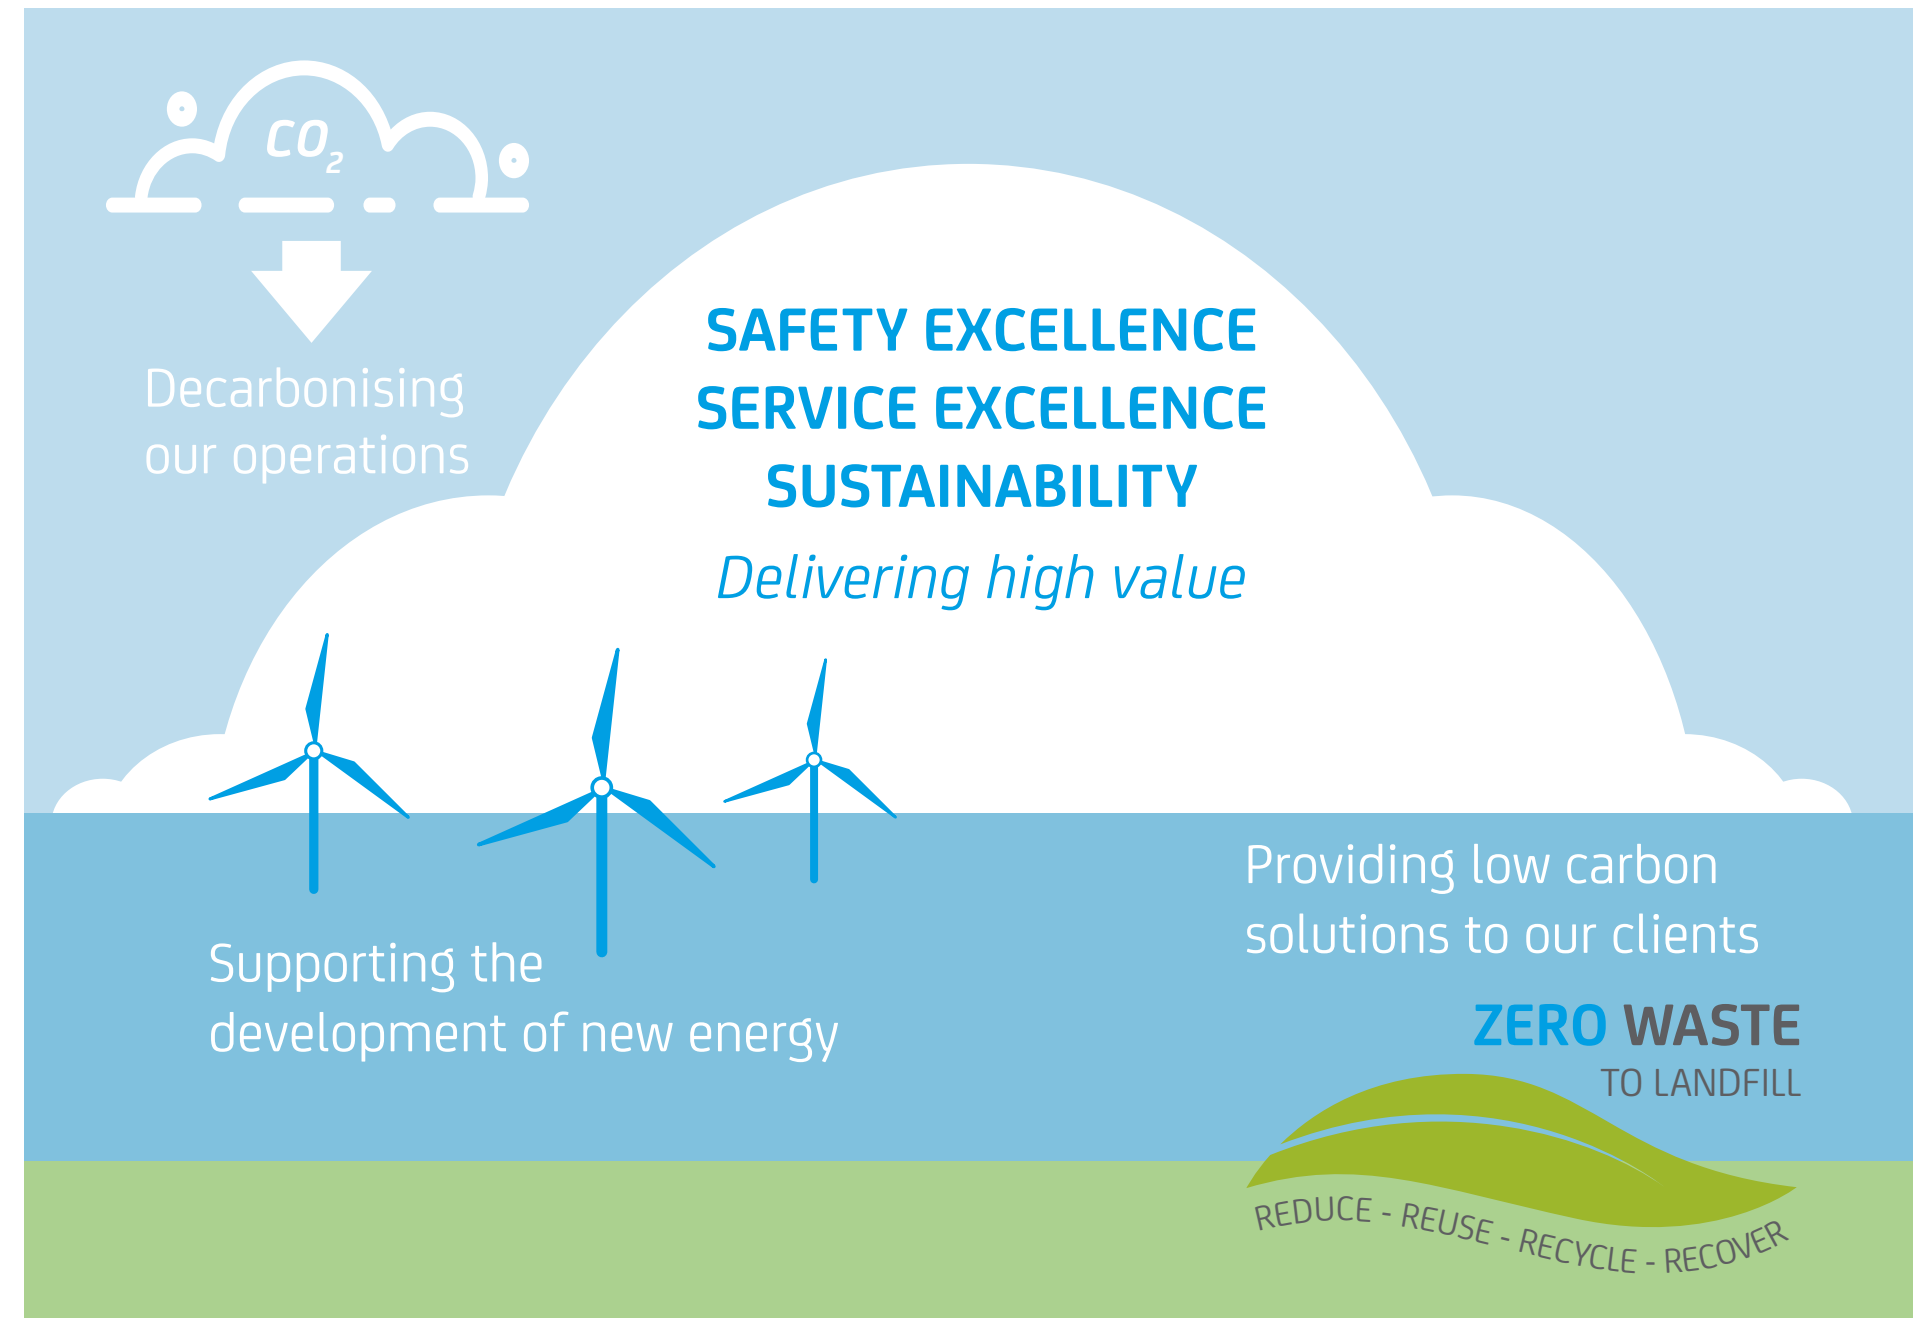 CO₂
Decarbonising
our operations
SAFETY EXCELLENCE
SERVICE EXCELLENCE
SUSTAINABILITY
Delivering high value
Supporting the
development of new energy
Providing low carbon
solutions to our clients
ZERO WASTE
TO LANDFILL
REDUCE - REUSE - RECYCLE - RECOVER